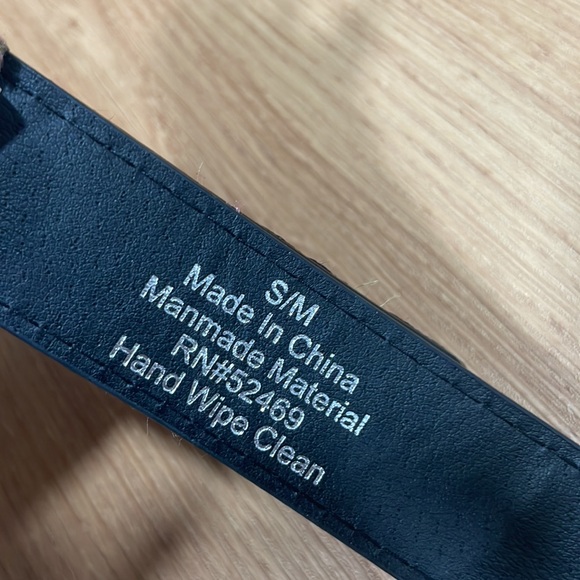 S/M
Made In China
Manmade Material
RN#52469
Hand Wipe Clean